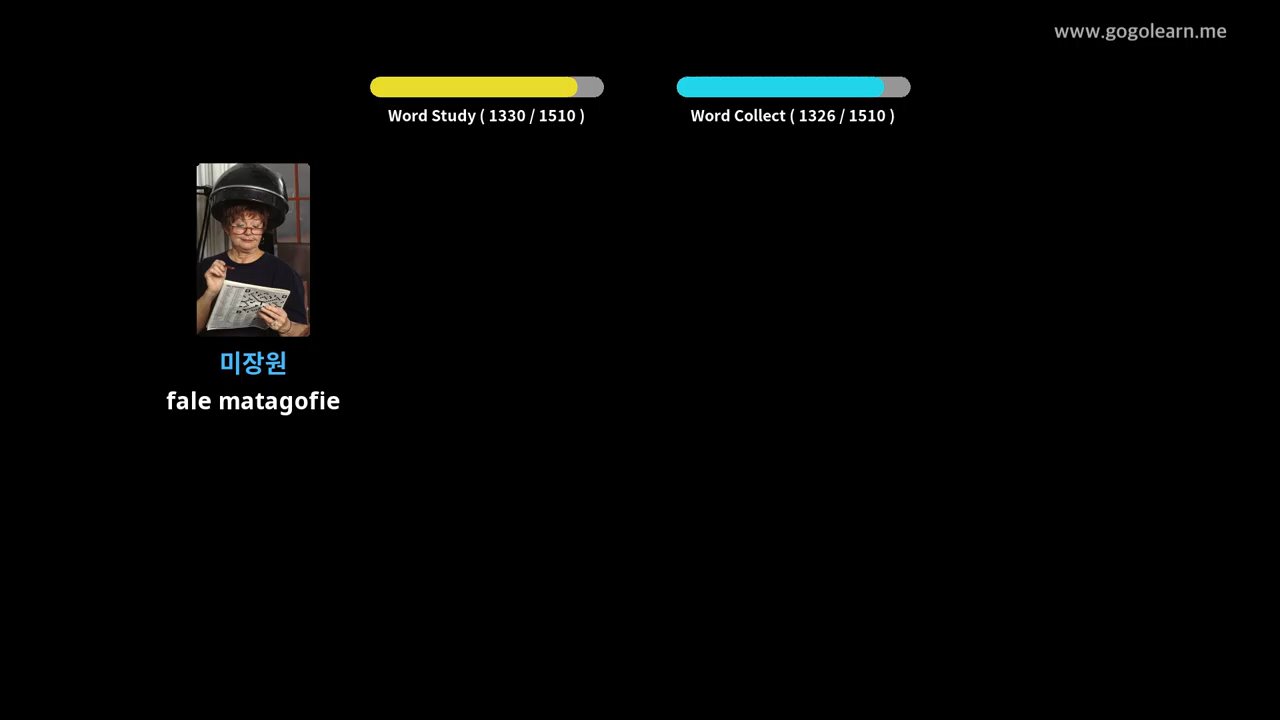 www.gogolearn.me
Word Study ( 1330 / 1510 )
Word Collect ( 1326 / 1510 )
미장원
fale matagofie